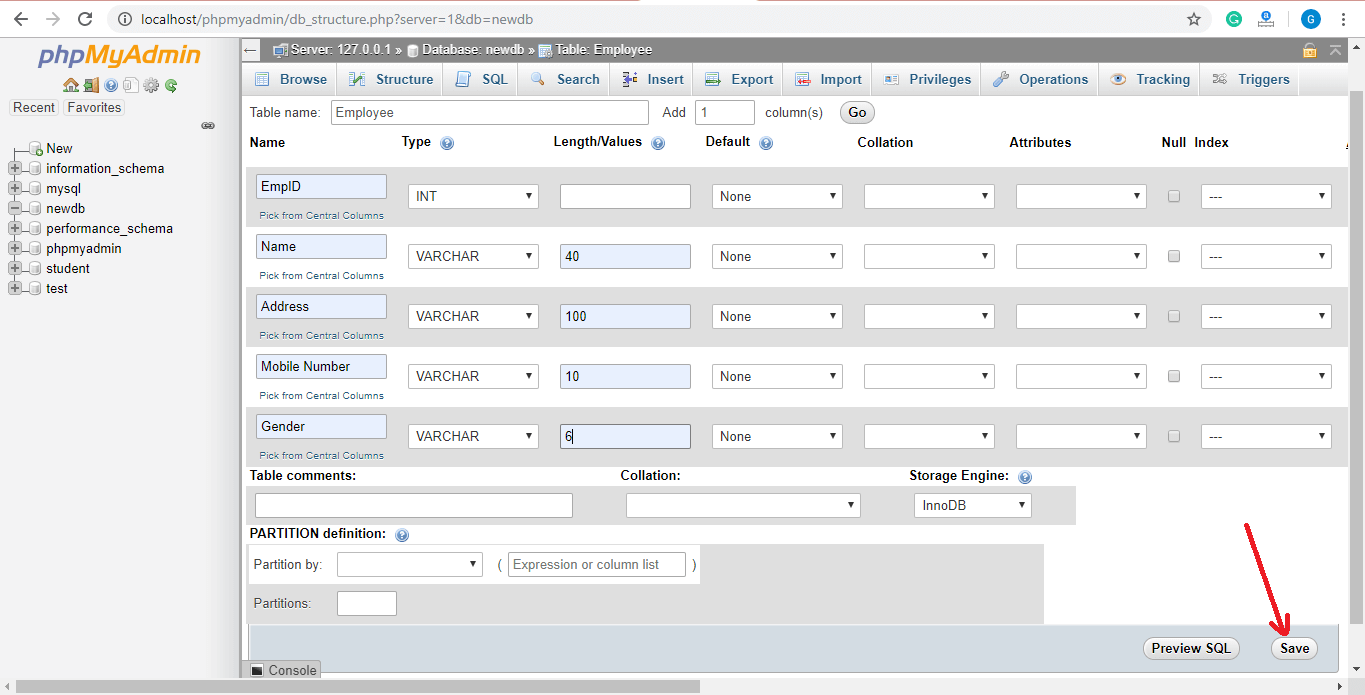 localhost/phpmyadmin/db_structure.php?server=1&db=newdb
G
phpMyAdmin
Recent Favorites
New
information_schema
mysql
newdb
performance_schema
phpmyadmin
student
test
Server: 127.0.0.1 » Database: newdb » Table: Employee
Browse Structure SQL Search Insert Export Import Privileges Operations Tracking Triggers
Table name: Employee Add 1 column(s) Go
Name Type Length/Values Default Collation Attributes Null Index
EmpID INT None ---
Pick from Central Columns
Name VARCHAR 40 None ---
Pick from Central Columns
Address VARCHAR 100 None ---
Pick from Central Columns
Mobile Number VARCHAR 10 None ---
Pick from Central Columns
Gender VARCHAR 6 None ---
Pick from Central Columns
Table comments: Collation: Storage Engine:
InnoDB
PARTITION definition:
Partition by: ( Expression or column list )
Partitions:
Preview SQL Save
Console